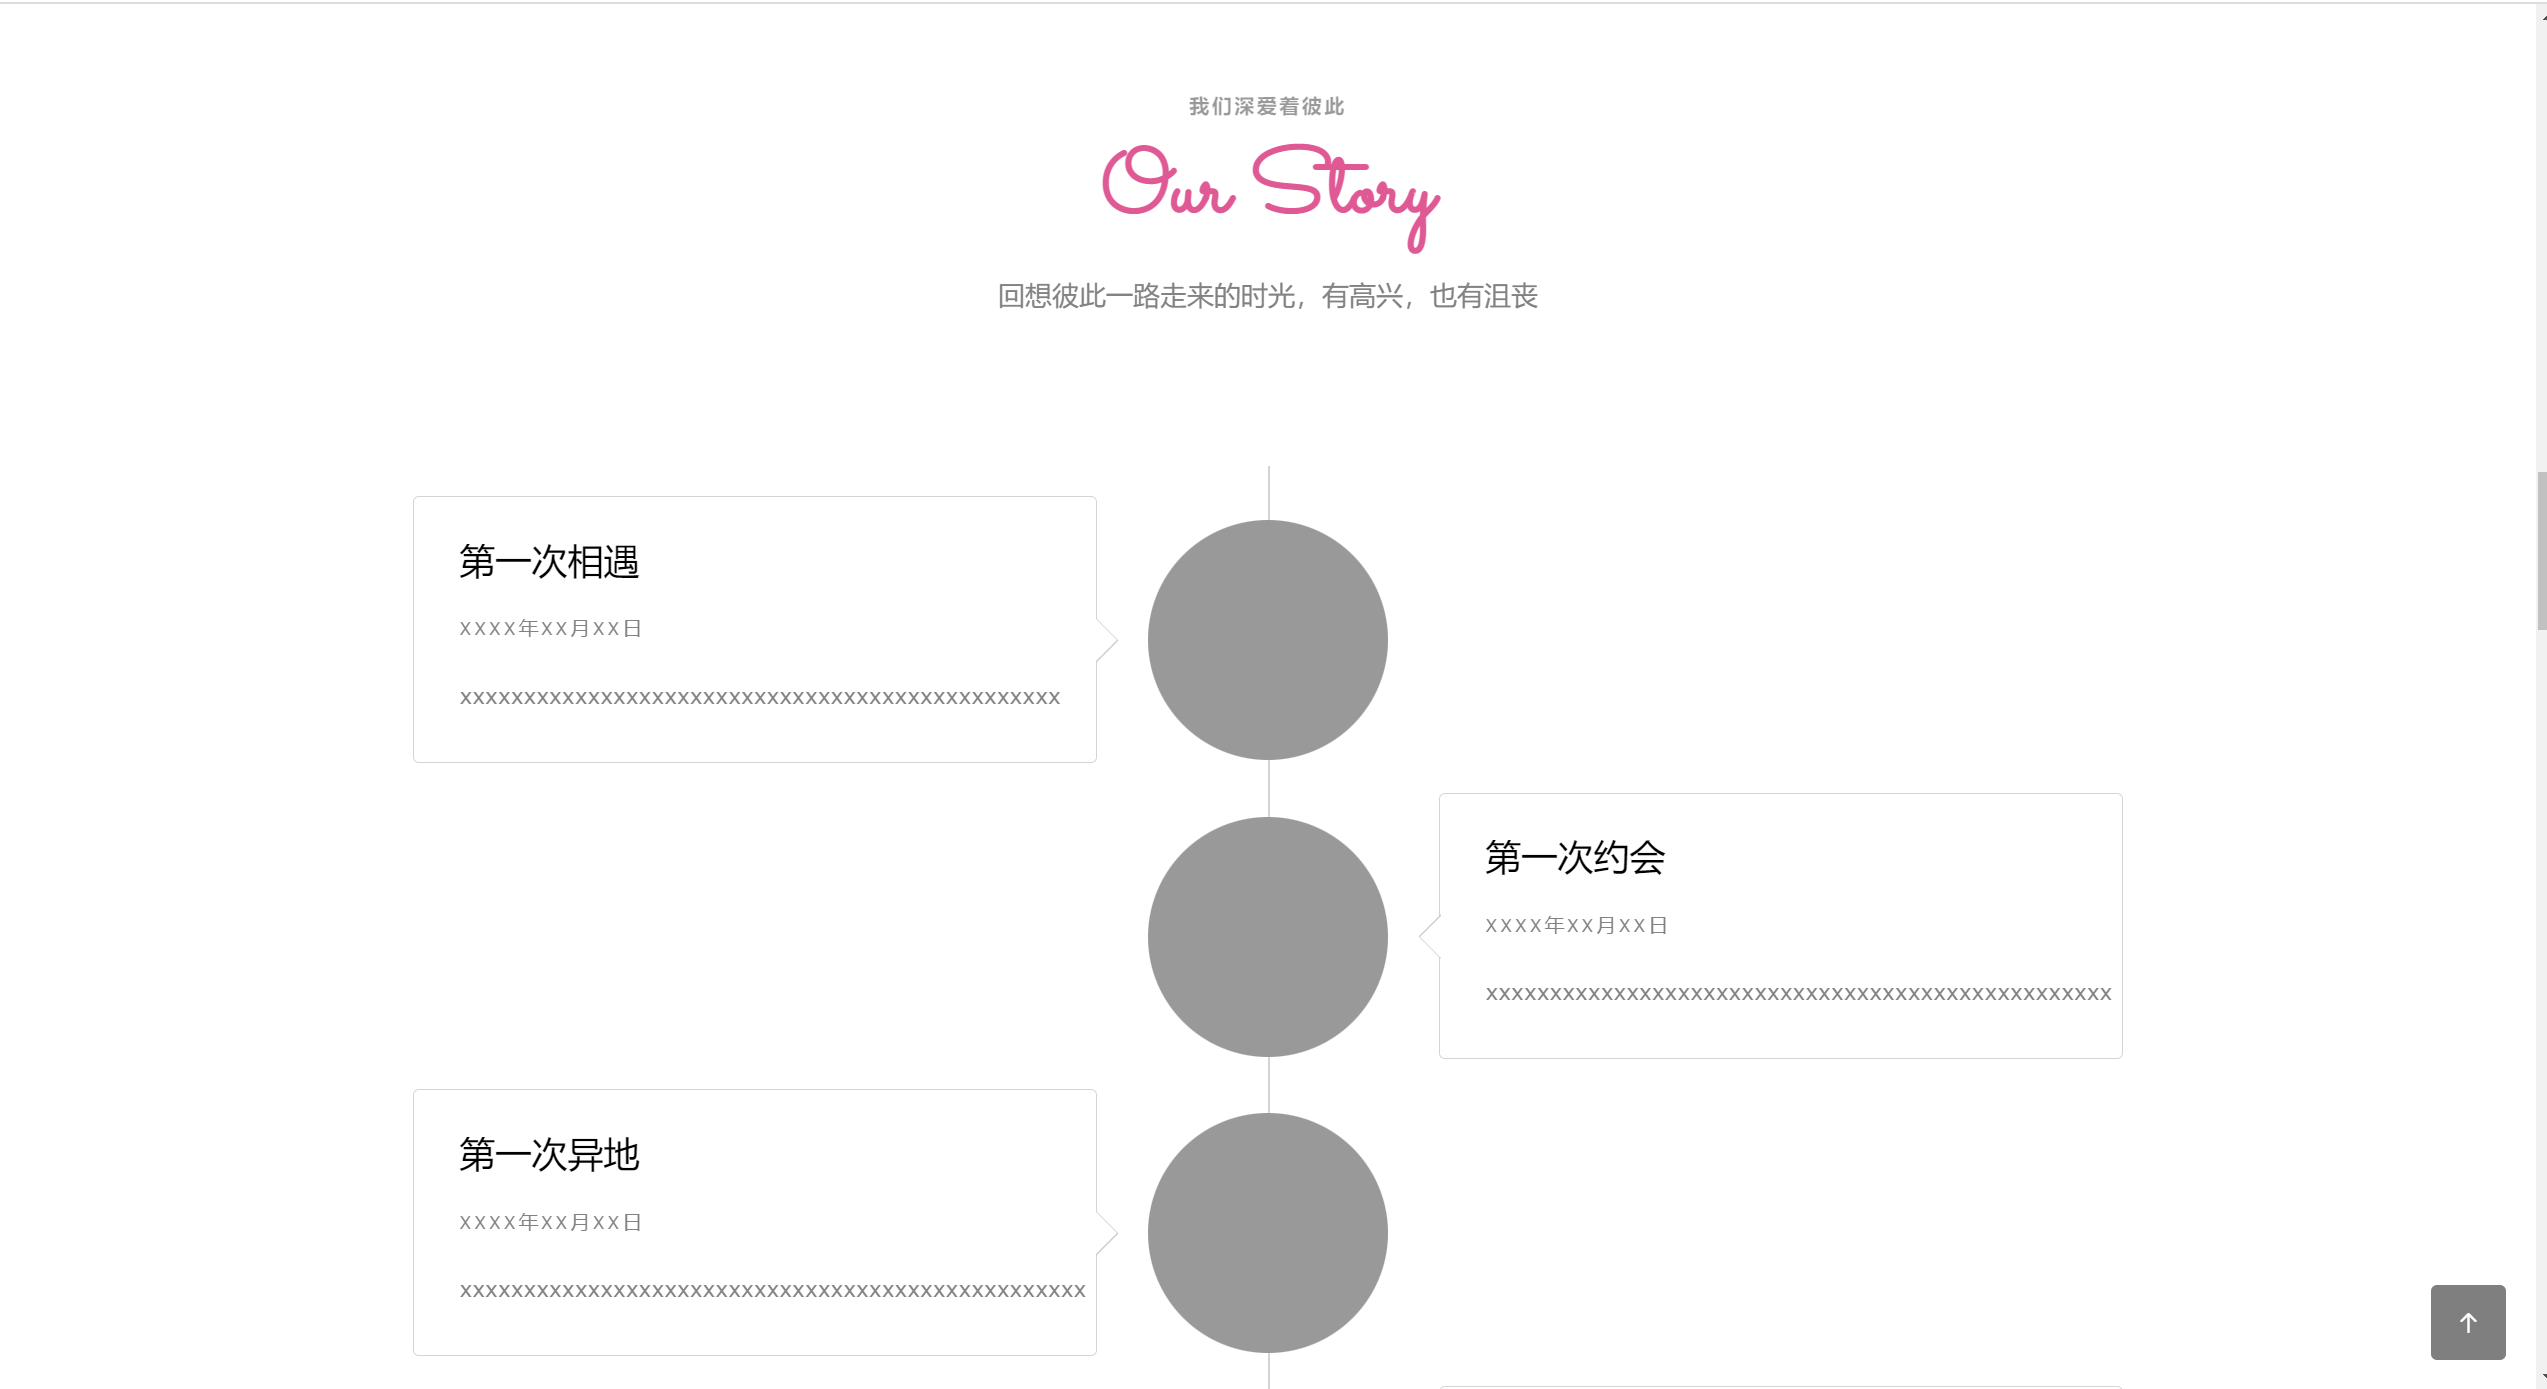 我们深爱着彼此
Our Story
回想彼此一路走来的时光，有高兴，也有沮丧
第一次相遇
XXXX年XX月XX日
xxxxxxxxxxxxxxxxxxxxxxxxxxxxxxxxxxxxxxxxxxxxxxx
第一次约会
XXXX年XX月XX日
xxxxxxxxxxxxxxxxxxxxxxxxxxxxxxxxxxxxxxxxxxxxxxxxx
第一次异地
XXXX年XX月XX日
xxxxxxxxxxxxxxxxxxxxxxxxxxxxxxxxxxxxxxxxxxxxxxxxx